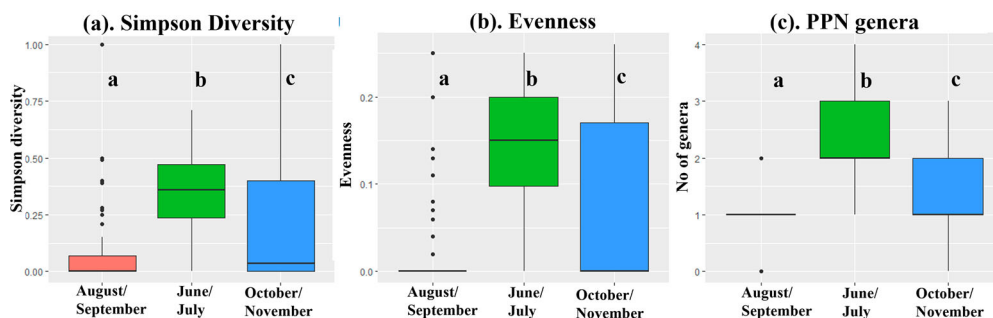 (a). Simpson Diversity
Simpson diversity
1.00
0.75
0.50
0.25
0.00
a
b
c
August/
September
June/
July
October/
November
(b). Evenness
Evenness
0.2
0.1
0.0
a
b
c
August/
September
June/
July
October/
November
(c). PPN genera
No of genera
4
3
2
1
0
a
b
c
August/
September
June/
July
October/
November